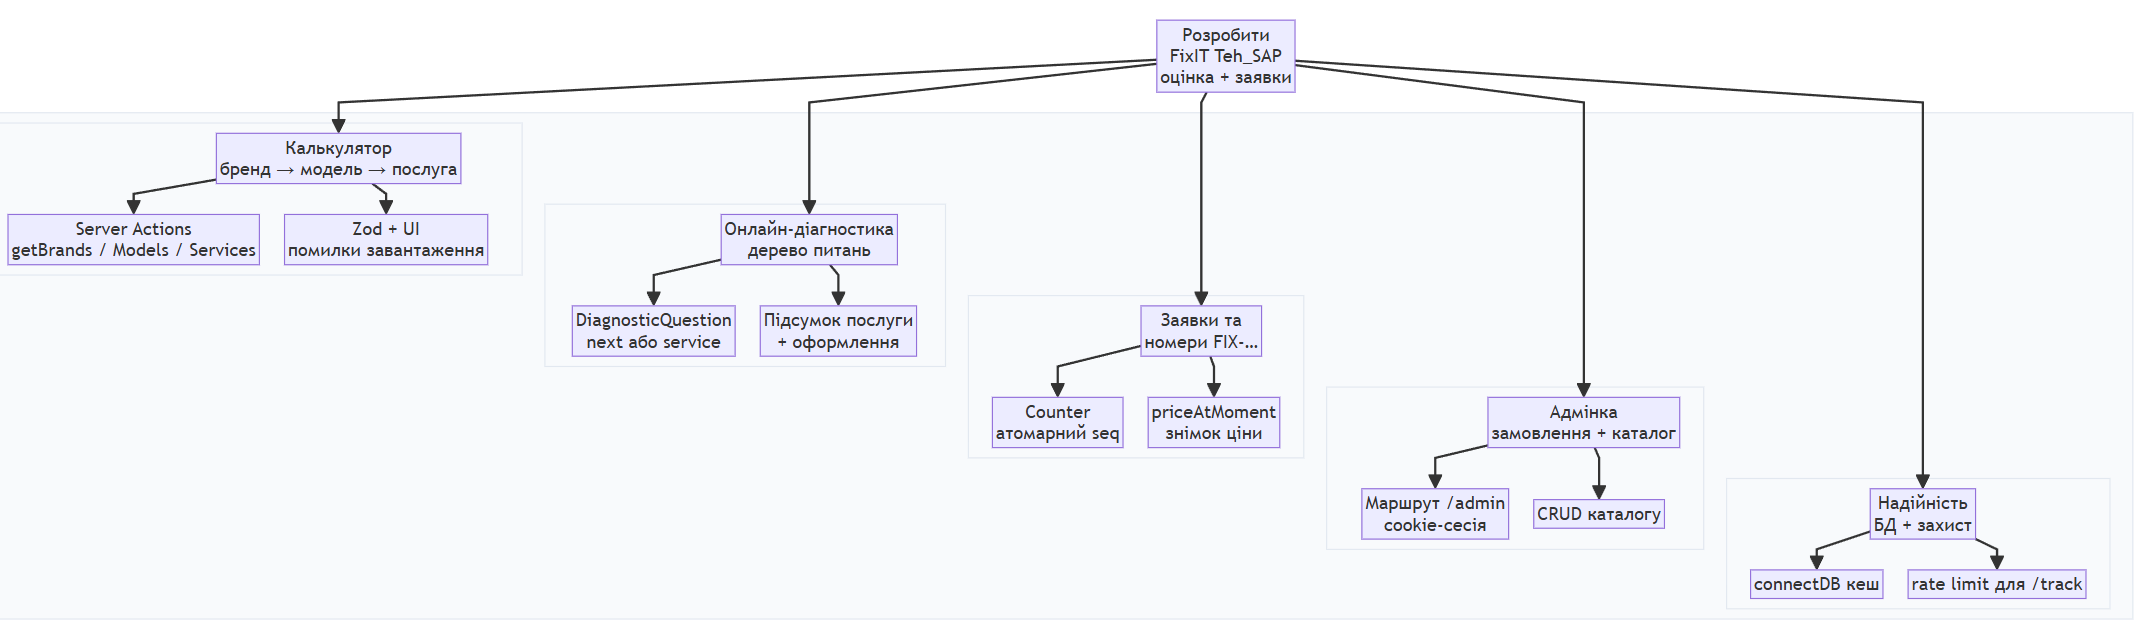 Розробити
FixIT Teh_SAP
оцінка + заявки
Калькулятор
бренд → модель → послуга
Server Actions
getBrands / Models / Services
Zod + UI
помилки завантаження
Онлайн-діагностика
дерево питань
DiagnosticQuestion
next або service
Підсумок послуги
+ оформлення
Заявки та
номери FIX-...
Counter
атомарний seq
priceAtMoment
знімок ціни
Адмінка
замовлення + каталог
Маршрут /admin
cookie-сесія
CRUD каталогу
Надійність
БД + захист
connectDB кеш
rate limit для /track